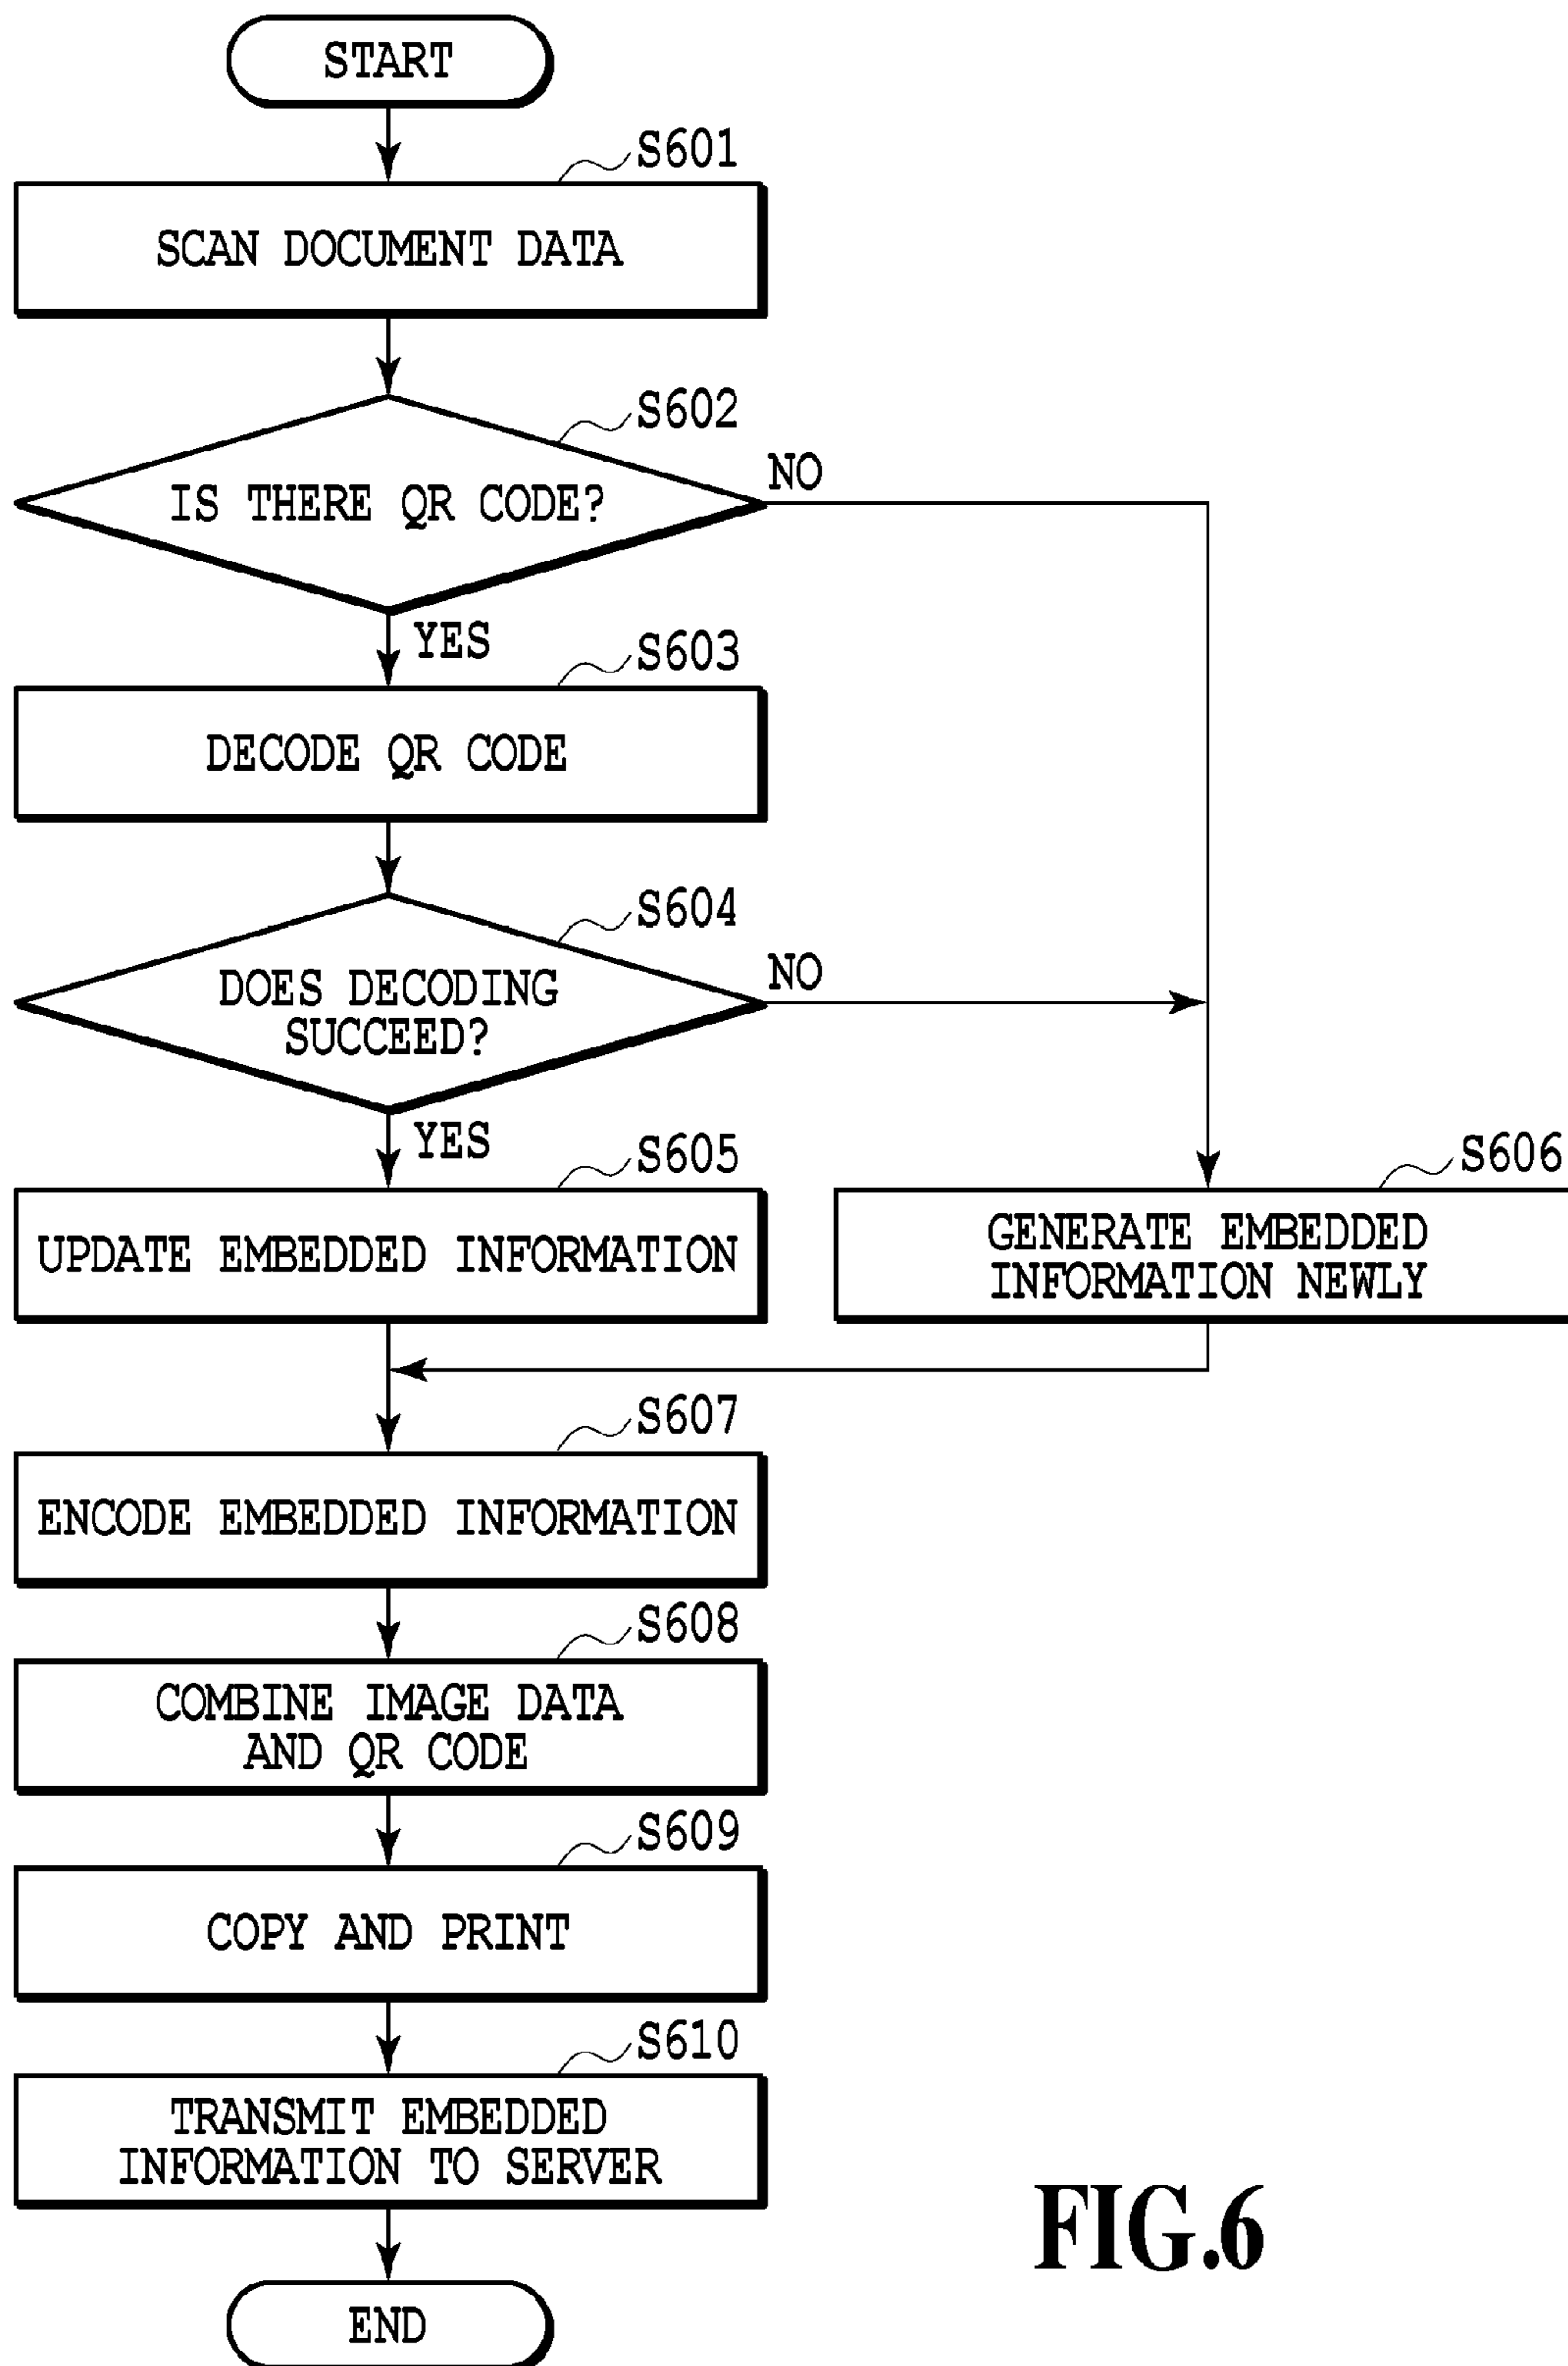 START
S601
SCAN DOCUMENT DATA
S602
IS THERE QR CODE?
NO
YES
S603
DECODE QR CODE
S604
DOES DECODING
SUCCEED?
NO
YES
S605
UPDATE EMBEDDED INFORMATION
S606
GENERATE EMBEDDED
INFORMATION NEWLY
S607
ENCODE EMBEDDED INFORMATION
S608
COMBINE IMAGE DATA
AND QR CODE
S609
COPY AND PRINT
S610
TRANSMIT EMBEDDED
INFORMATION TO SERVER
END
FIG.6